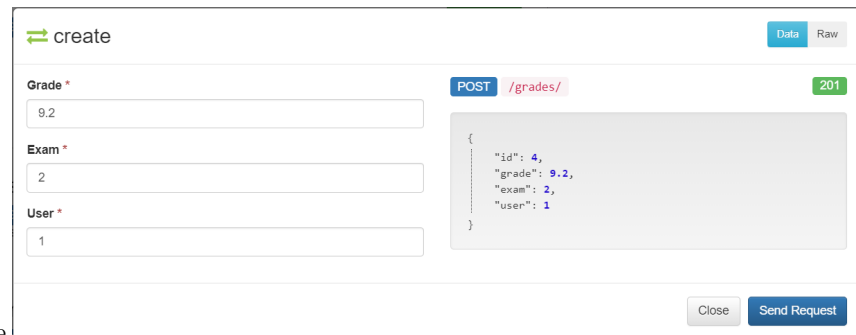 create
Data Raw
Grade *
9.2
Exam *
2
User *
1
POST /grades/ 201
{
"id": 4,
"grade": 9.2,
"exam": 2,
"user": 1
}
Close Send Request
e